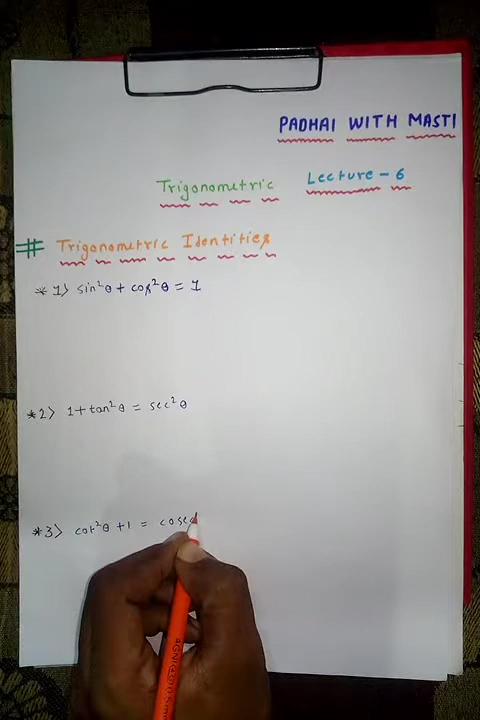 PADHAI WITH MASTI
Trigonometric Lecture - 6
# Trigonometric Identities
* 1> sin²θ + cos²θ = 1
* 2> 1 + tan²θ = sec²θ
* 3> cot²θ + 1 = cosec